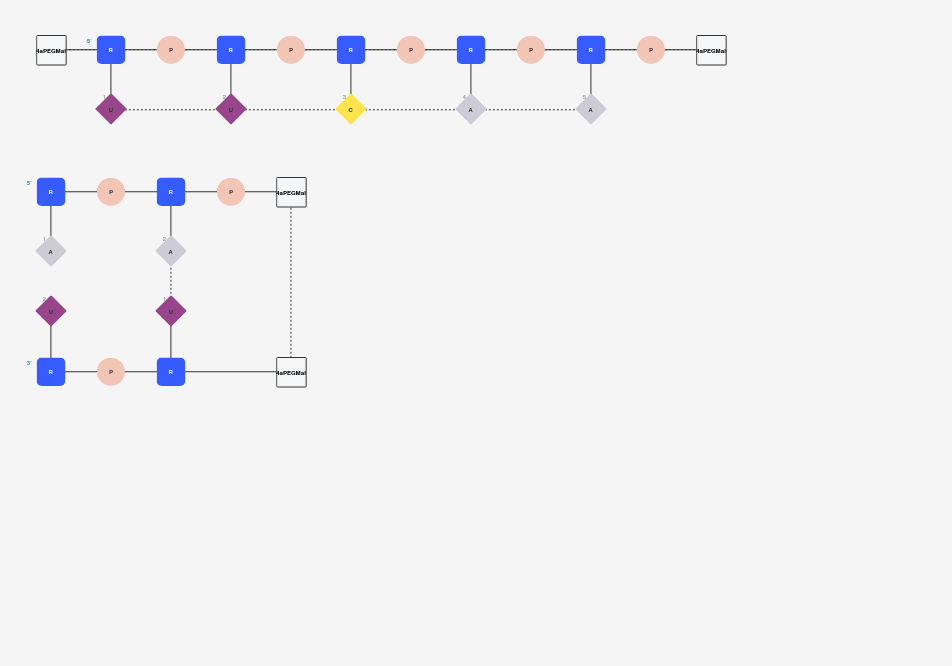 4aPEGMal 5' R P R P R P R P R P 4aPEGMal
1 U 2 U 3 C 4 A 5 A
5' R P R P 4aPEGMal
1 A 2 A
2 U 1 U
3' R P R 4aPEGMal